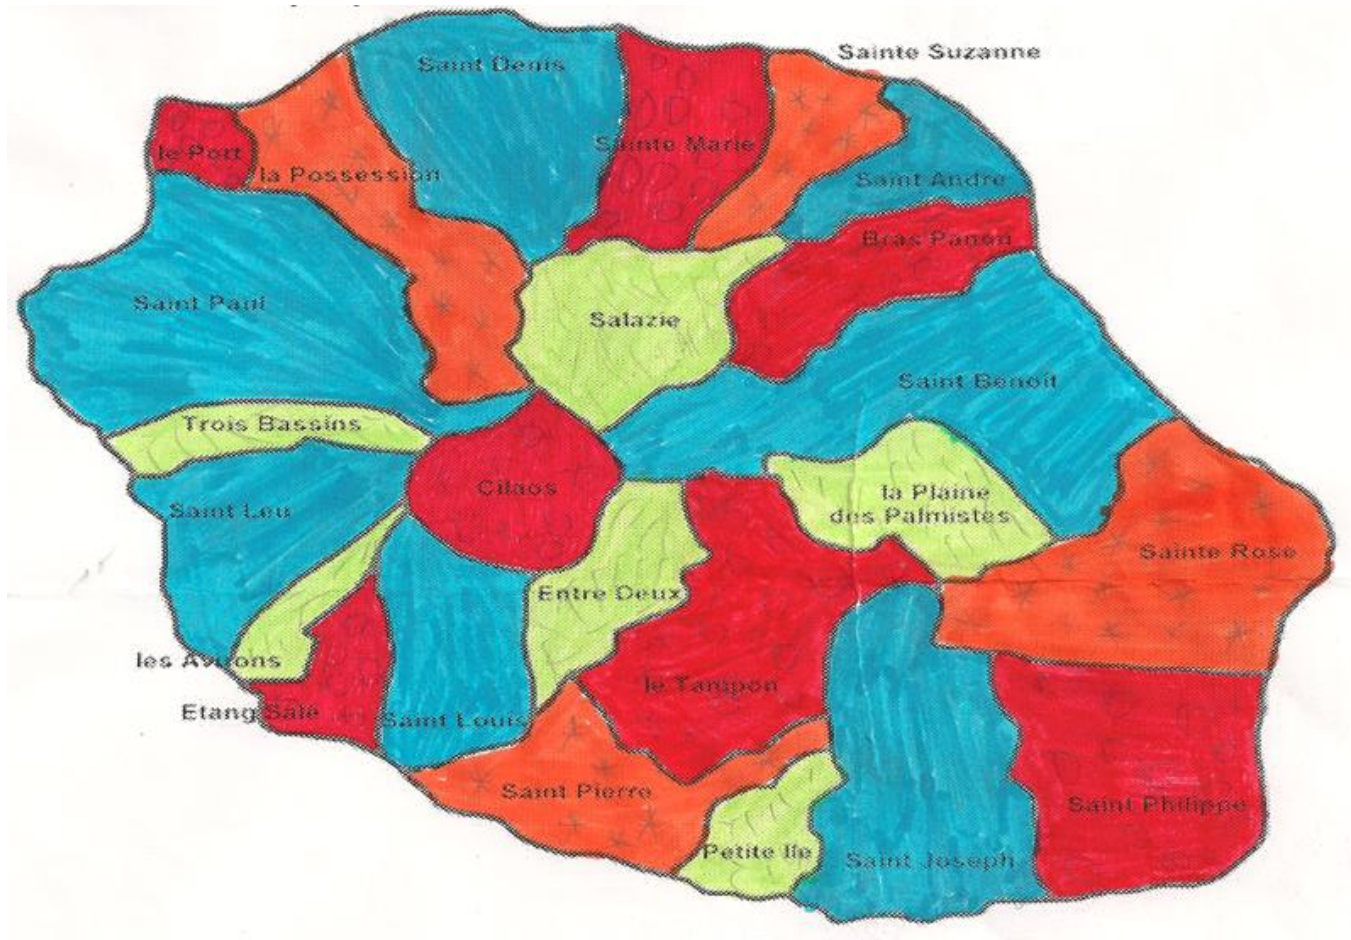 Sainte Suzanne
Saint Denis
Sainte Marie
le Port
la Possession
Saint André
Bras Panon
Saint Paul
Salazie
Saint Benoit
Trois Bassins
Cilaos
la Plaine
des Palmistes
Saint Leu
Sainte Rose
Entre Deux
les Avirons
le Tampon
Etang Salé
Saint Louis
Saint Pierre
Saint Philippe
Petite Ile
Saint Joseph